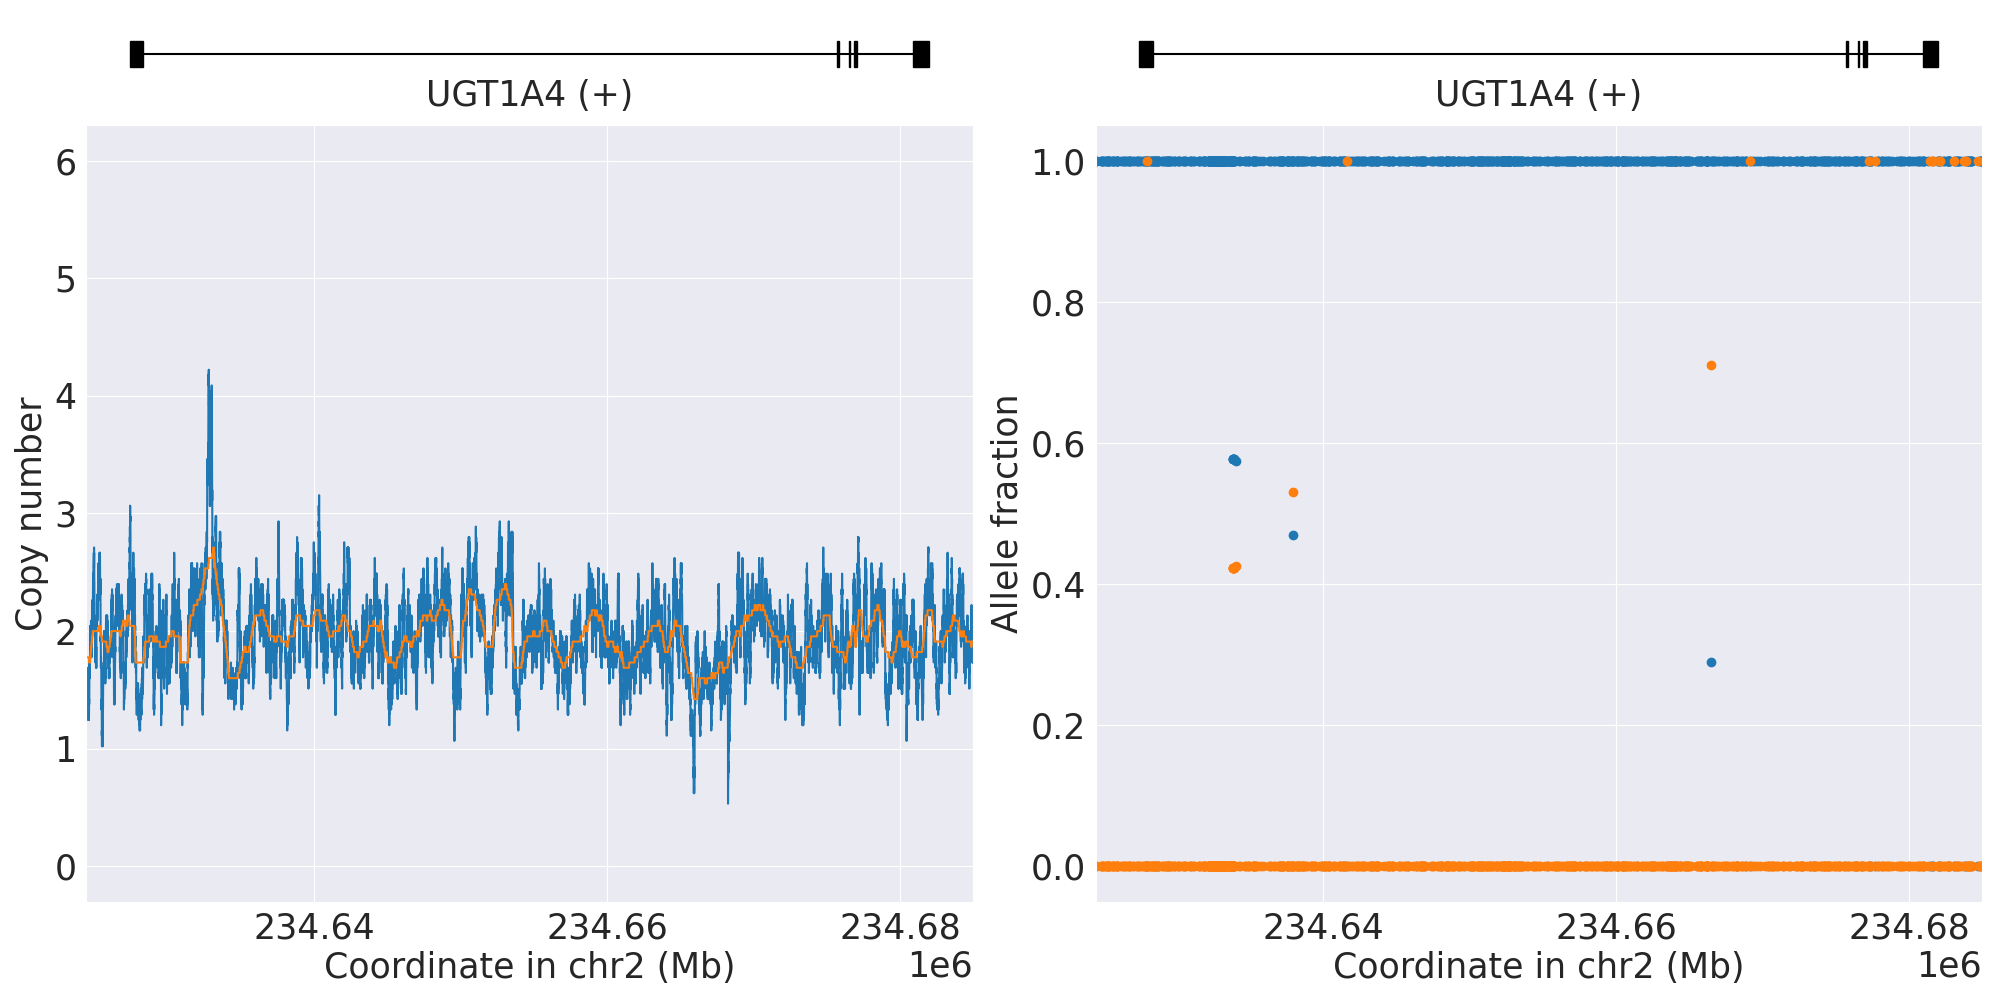 UGT1A4 (+)
6
5
4
3
2
1
0
Copy number
234.64
234.66
234.68
Coordinate in chr2 (Mb)
1e6
UGT1A4 (+)
1.0
0.8
0.6
0.4
0.2
0.0
Allele fraction
234.64
234.66
234.68
Coordinate in chr2 (Mb)
1e6